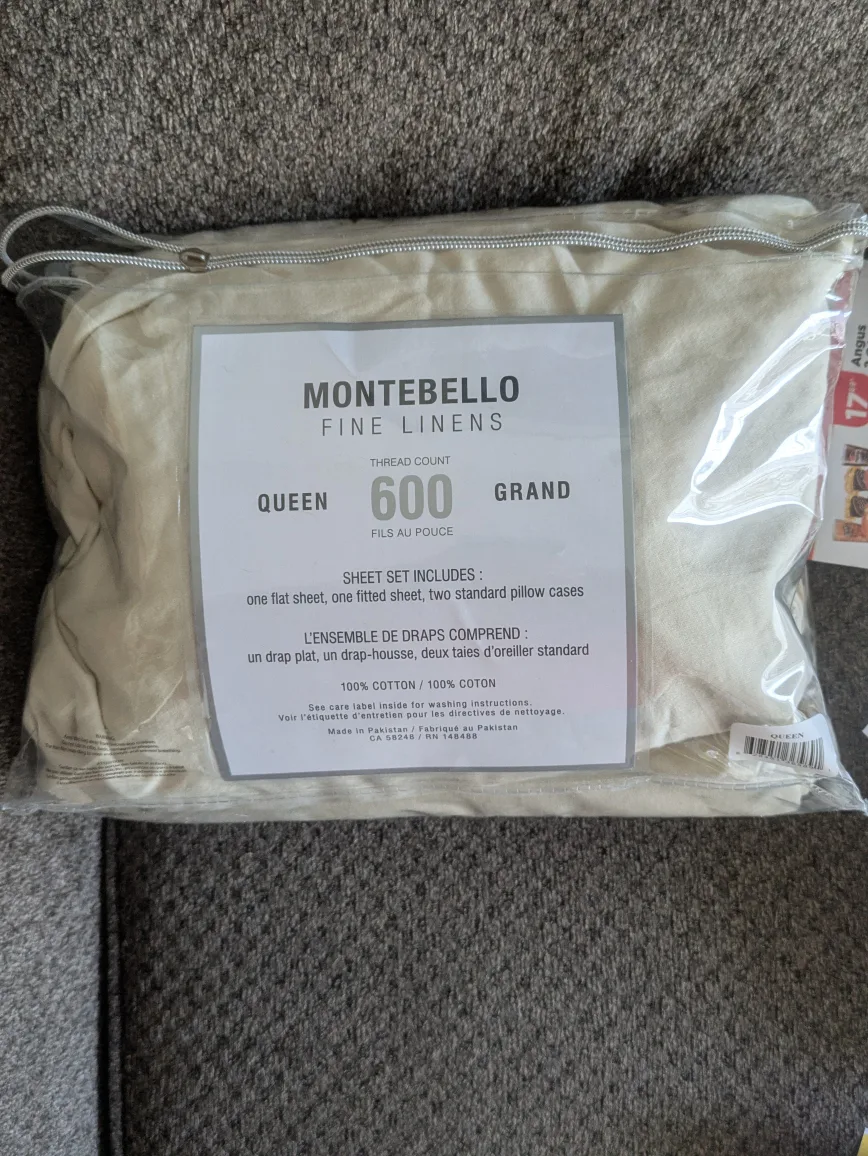 MONTEBELLO
FINE LINENS
THREAD COUNT
QUEEN 600 GRAND
FILS AU POUCE
SHEET SET INCLUDES :
one flat sheet, one fitted sheet, two standard pillow cases
L'ENSEMBLE DE DRAPS COMPREND :
un drap plat, un drap-housse, deux taies d'oreiller standard
100% COTTON / 100% COTON
See care label inside for washing instructions.
Voir l'étiquette d'entretien pour les directives de nettoyage.
Made in Pakistan / Fabriqué au Pakistan
CA 58248 / RN 148488
QUEEN
Angus
17